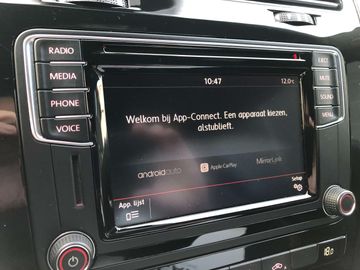 RADIO
MEDIA
PHONE
VOICE
EJECT
MUTE
SOUND
MENU
10:47
12.0°C
Welkom bij App-Connect. Een apparaat kiezen,
alstublieft.
androidauto
Apple CarPlay
MirrorLink
App. lijst
Setup